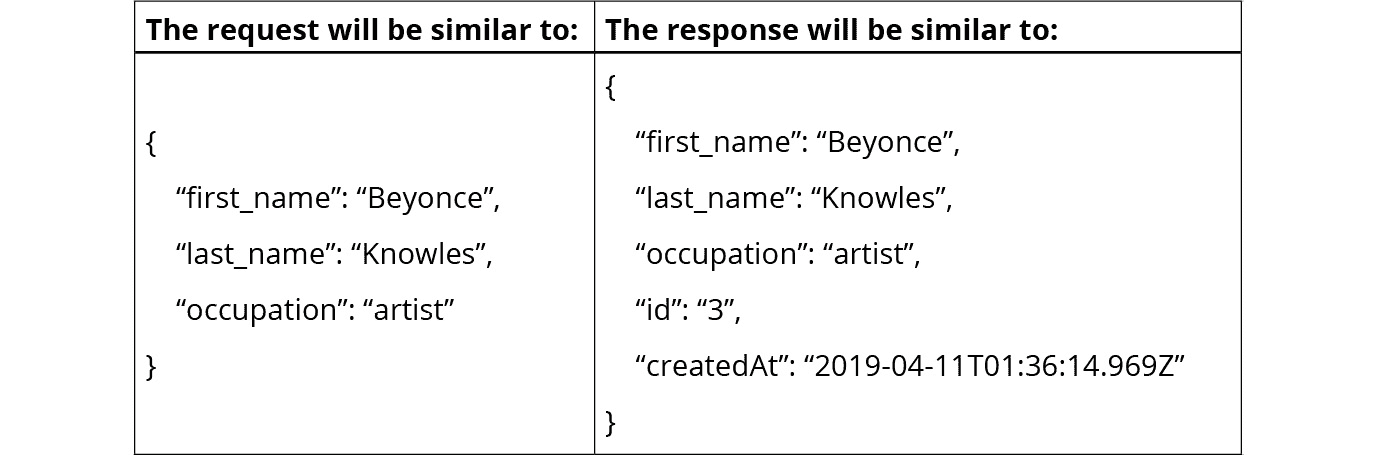 The request will be similar to:
The response will be similar to:
{
“first_name”: “Beyonce”,
“last_name”: “Knowles”,
“occupation”: “artist”
}
{
“first_name”: “Beyonce”,
“last_name”: “Knowles”,
“occupation”: “artist”,
“id”: “3”,
“createdAt”: “2019-04-11T01:36:14.969Z”
}